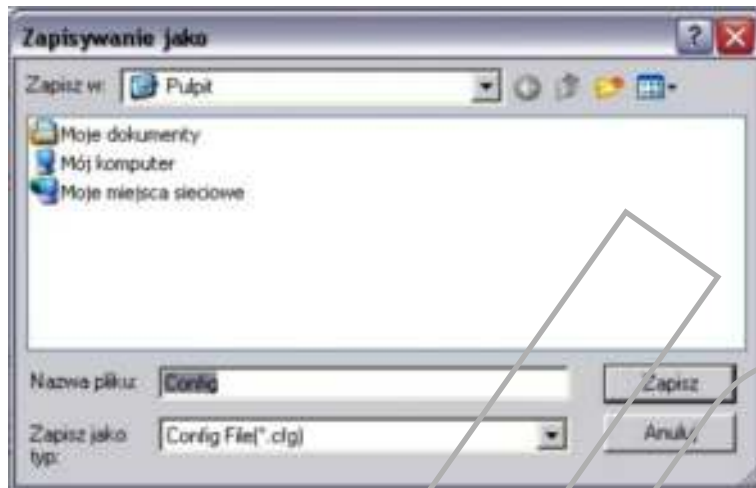 Zapisywanie jako
Zapisz w: Pulpit
Moje dokumenty
Mój komputer
Moje miejsca sieciowe
Nazwa pliku: Config Zapisz
Zapisz jako typ: Config File(*.cfg) Anuluj